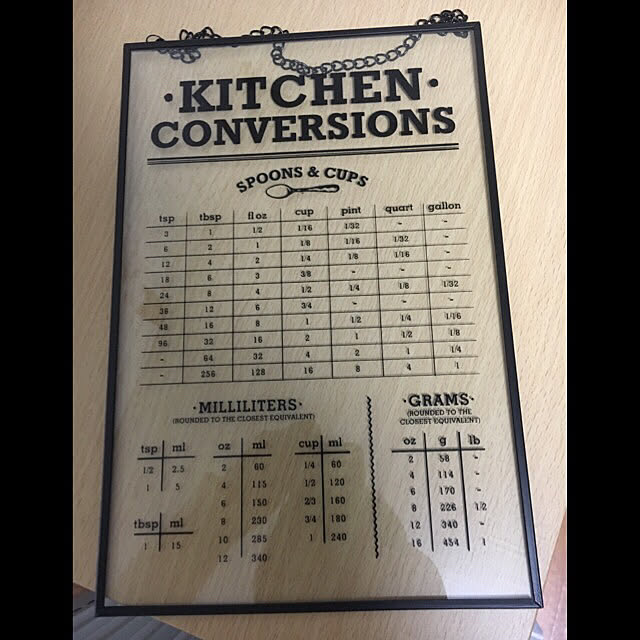 ·KITCHEN·
CONVERSIONS
SPOONS & CUPS
tsp tbsp fl oz cup pint quart gallon
3 1 1/2 1/16 1/32 - -
6 2 1 1/8 1/16 1/32 -
12 4 2 1/4 1/8 1/16 -
18 6 3 3/8 - - -
24 8 4 1/2 1/4 1/8 1/32
36 12 6 3/4 - - -
48 16 8 1 1/2 1/4 1/16
96 32 16 2 1 1/2 1/8
- 64 32 4 2 1 1/4
- 256 128 16 8 4 1
·MILLILITERS·
(ROUNDED TO THE CLOSEST EQUIVALENT)
tsp ml
1/2 2.5
1 5
tbsp ml
1 15
oz ml
2 60
4 115
6 150
8 230
10 285
12 340
cup ml
1/4 60
1/2 120
2/3 160
3/4 180
1 240
·GRAMS·
(ROUNDED TO THE
CLOSEST EQUIVALENT)
oz g lb
2 58 -
4 114 -
6 170 -
8 226 1/2
12 340 -
16 454 1